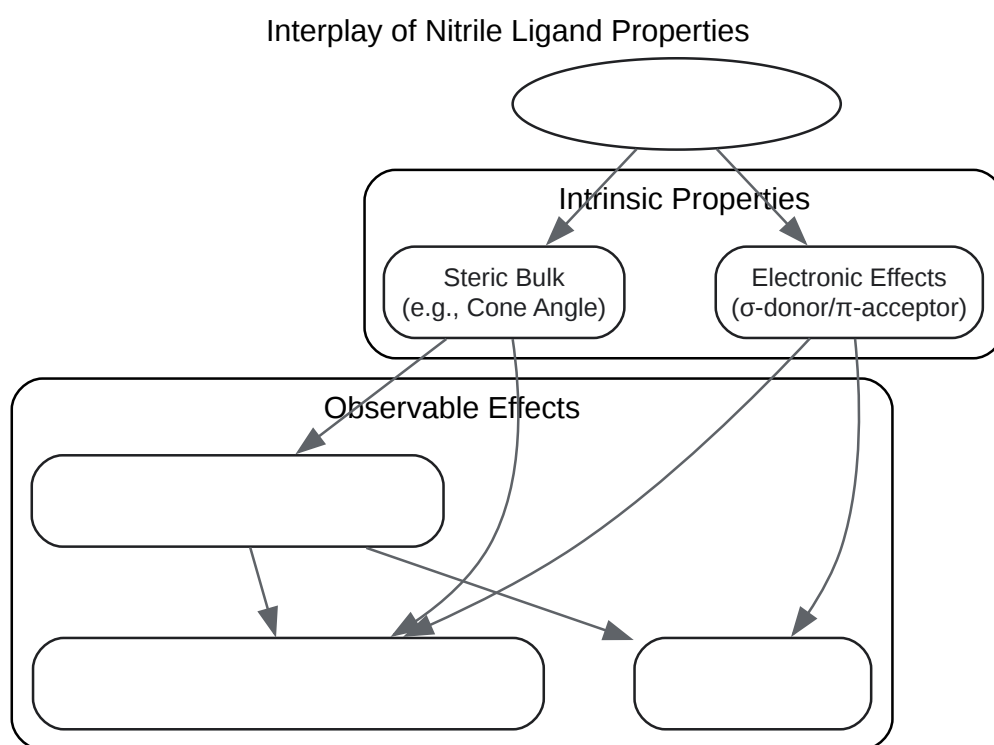 Interplay of Nitrile Ligand Properties
Intrinsic Properties
Steric Bulk
(e.g., Cone Angle)
Electronic Effects
(σ-donor/π-acceptor)
Observable Effects